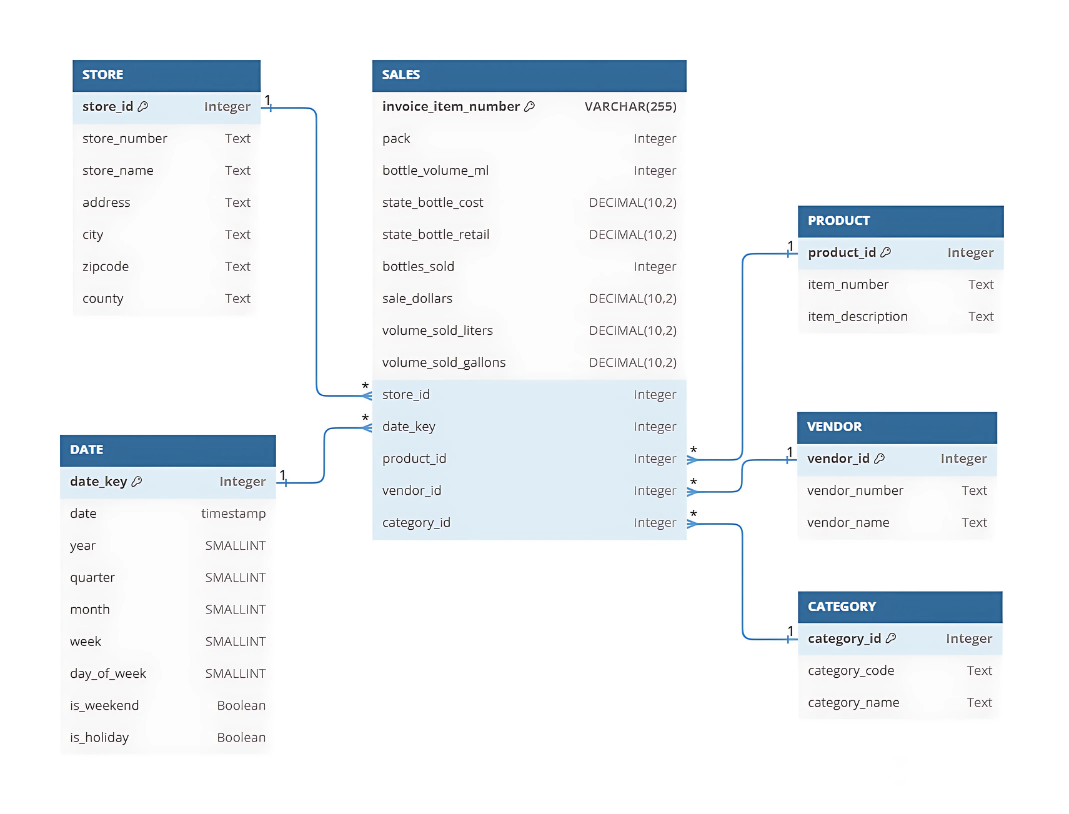 STORE
store_id Integer
store_number Text
store_name Text
address Text
city Text
zipcode Text
county Text
1
SALES
invoice_item_number VARCHAR(255)
pack Integer
bottle_volume_ml Integer
state_bottle_cost DECIMAL(10,2)
state_bottle_retail DECIMAL(10,2)
bottles_sold Integer
sale_dollars DECIMAL(10,2)
volume_sold_liters DECIMAL(10,2)
volume_sold_gallons DECIMAL(10,2)
* store_id Integer
* date_key Integer
product_id Integer *
vendor_id Integer *
category_id Integer *
DATE
date_key Integer 1
date timestamp
year SMALLINT
quarter SMALLINT
month SMALLINT
week SMALLINT
day_of_week SMALLINT
is_weekend Boolean
is_holiday Boolean
PRODUCT
1 product_id Integer
item_number Text
item_description Text
VENDOR
1 vendor_id Integer
vendor_number Text
vendor_name Text
CATEGORY
1 category_id Integer
category_code Text
category_name Text